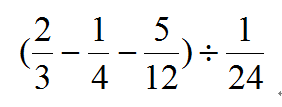 (2/3 − 1/4 − 5/12) ÷ 1/24